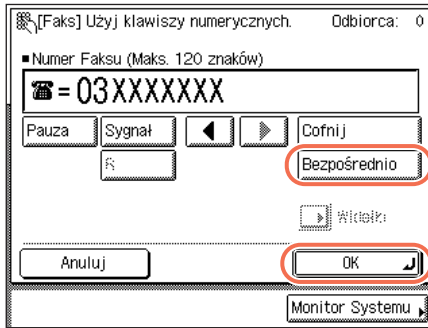 [Faks] Użyj klawiszy numerycznych. Odbiorca: 0
Numer Faksu (Maks. 120 znaków)
=03XXXXXXX
Pauza Sygnał Cofnij
R Bezpośrednio
Widełki
Anuluj OK
Monitor Systemu